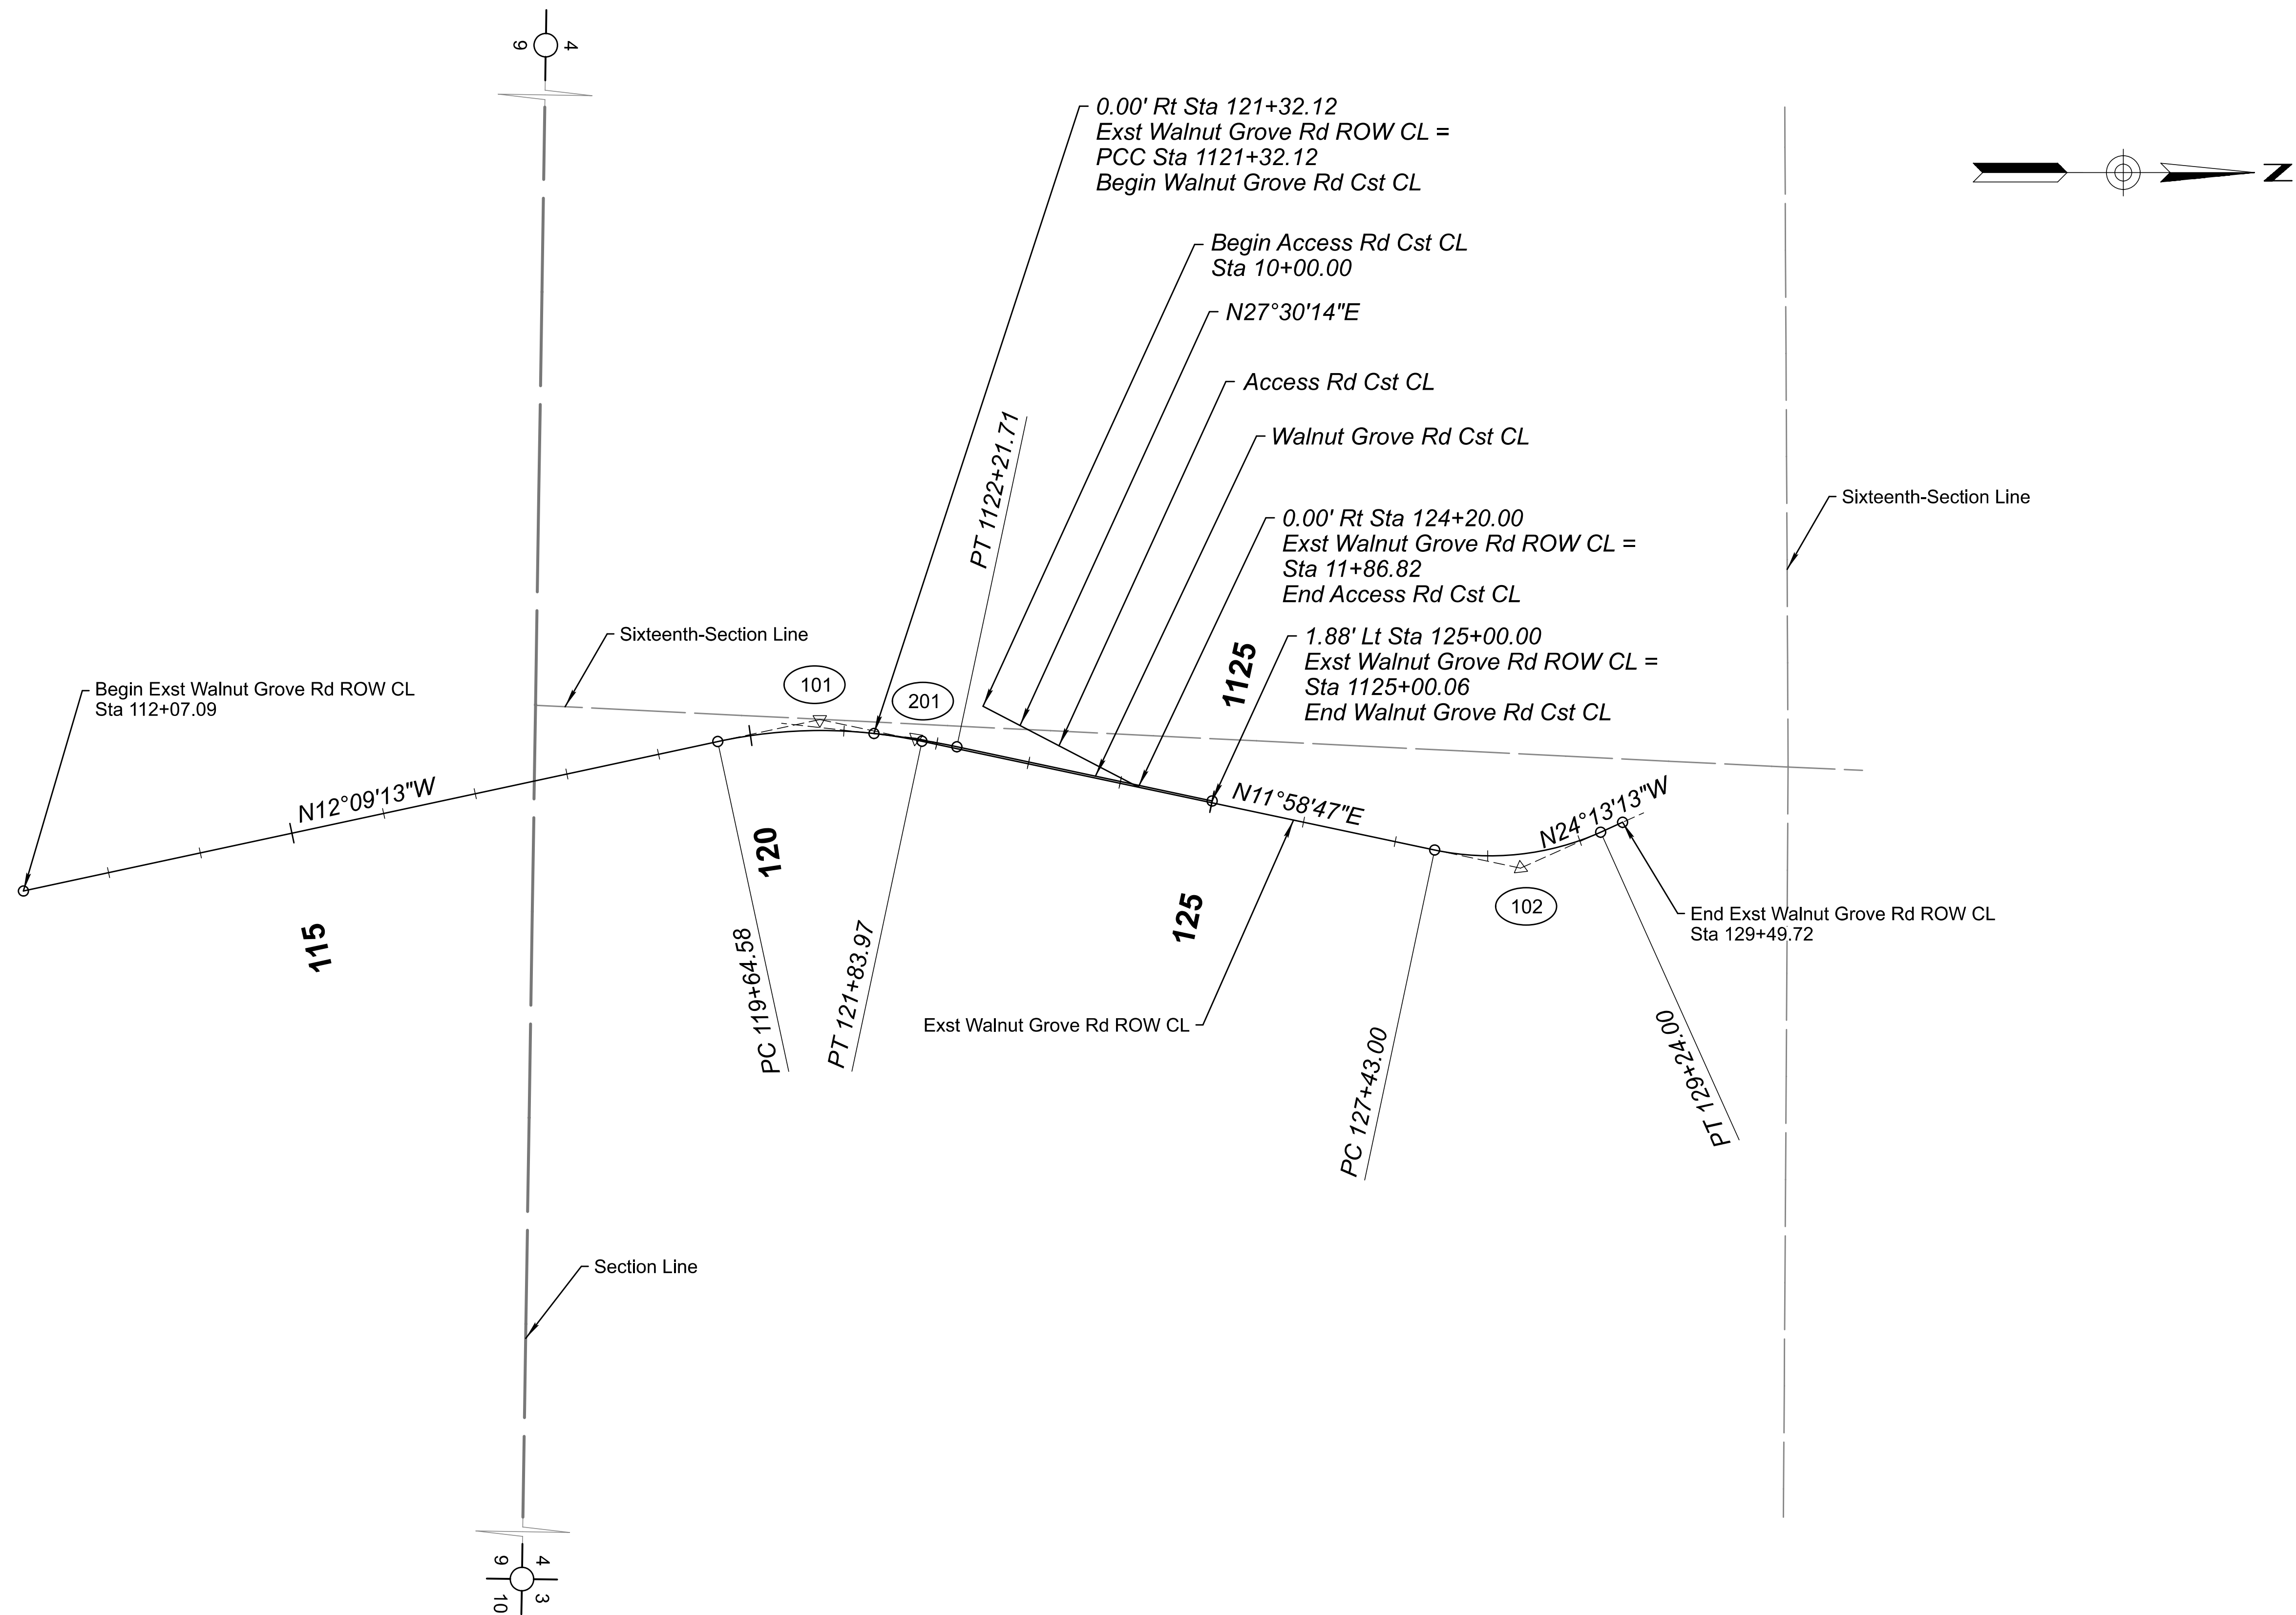 9 4
0.00' Rt Sta 121+32.12
Exst Walnut Grove Rd ROW CL =
PCC Sta 1121+32.12
Begin Walnut Grove Rd Cst CL
N
Begin Access Rd Cst CL
Sta 10+00.00
N27°30'14"E
Access Rd Cst CL
Walnut Grove Rd Cst CL
PT 1122+21.71
Sixteenth-Section Line
0.00' Rt Sta 124+20.00
Exst Walnut Grove Rd ROW CL =
Sta 11+86.82
End Access Rd Cst CL
Sixteenth-Section Line
1.88' Lt Sta 125+00.00
Exst Walnut Grove Rd ROW CL =
Sta 1125+00.06
End Walnut Grove Rd Cst CL
1125
Begin Exst Walnut Grove Rd ROW CL
Sta 112+07.09
101
201
N12°09'13"W
N11°58'47"E
N24°13'13"W
120
115
125
102
End Exst Walnut Grove Rd ROW CL
Sta 129+49.72
PC 119+64.58
PT 121+83.97
Exst Walnut Grove Rd ROW CL
PC 127+43.00
PT 129+24.00
Section Line
9 4
10 3